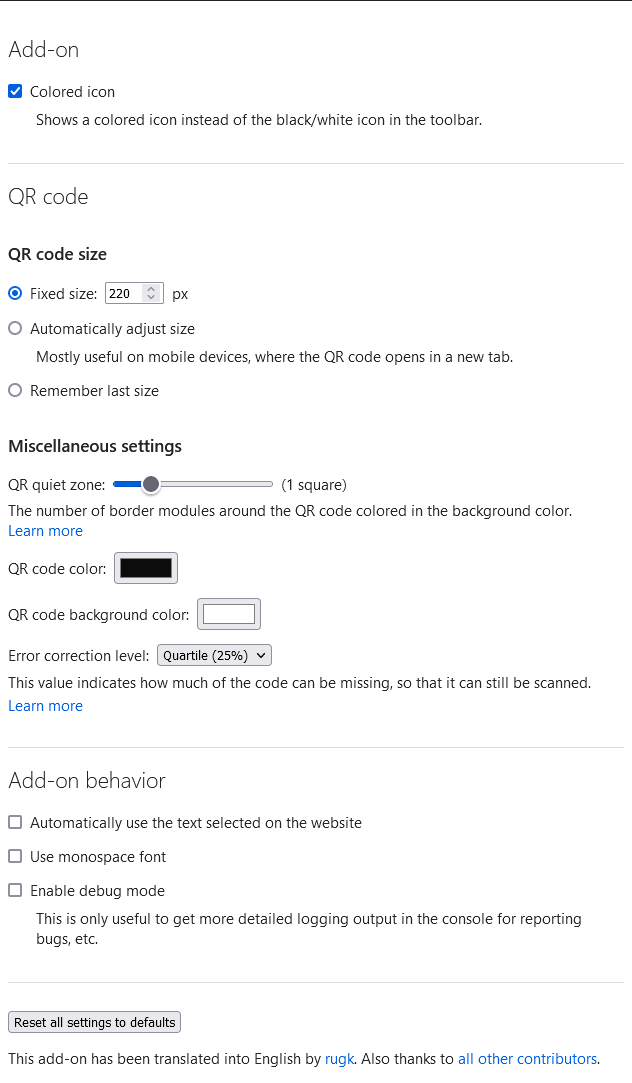 Add-on
Colored icon
Shows a colored icon instead of the black/white icon in the toolbar.
QR code
QR code size
Fixed size: 220 px
Automatically adjust size
Mostly useful on mobile devices, where the QR code opens in a new tab.
Remember last size
Miscellaneous settings
QR quiet zone: (1 square)
The number of border modules around the QR code colored in the background color.
Learn more
QR code color:
QR code background color:
Error correction level: Quartile (25%)
This value indicates how much of the code can be missing, so that it can still be scanned.
Learn more
Add-on behavior
Automatically use the text selected on the website
Use monospace font
Enable debug mode
This is only useful to get more detailed logging output in the console for reporting
bugs, etc.
Reset all settings to defaults
This add-on has been translated into English by rugk. Also thanks to all other contributors.